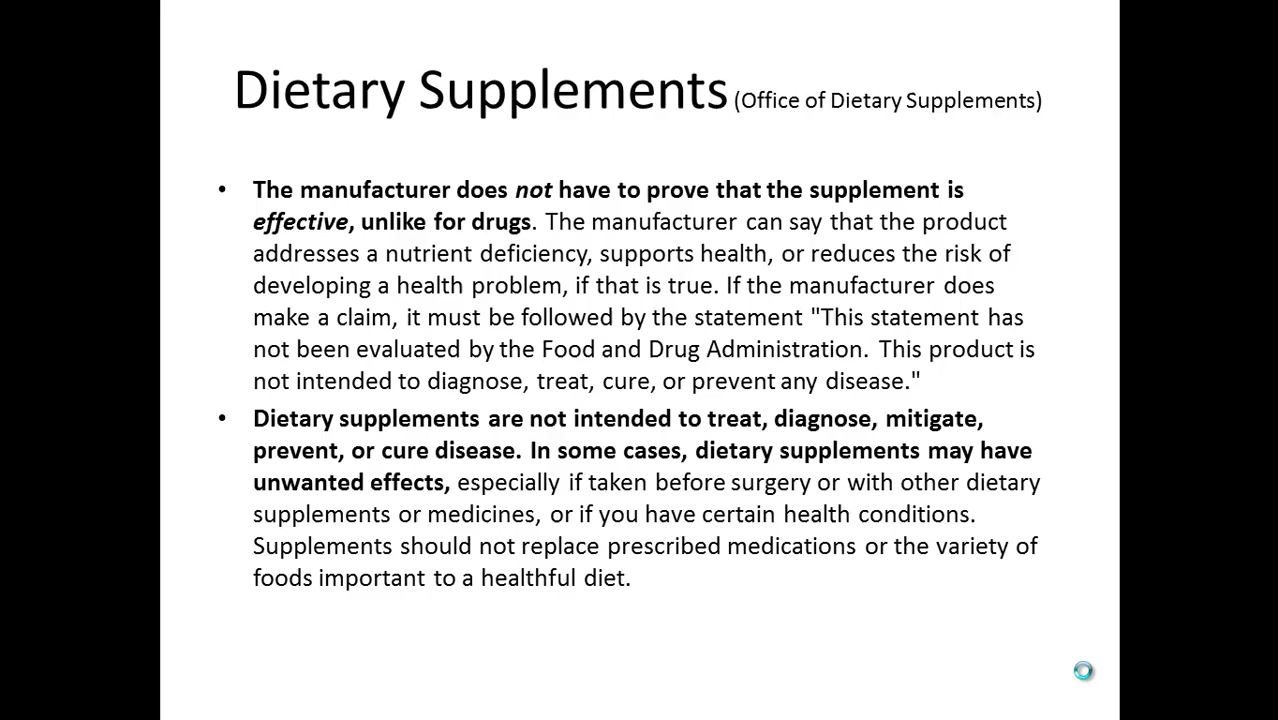 Dietary Supplements (Office of Dietary Supplements)
• The manufacturer does not have to prove that the supplement is
effective, unlike for drugs. The manufacturer can say that the product
addresses a nutrient deficiency, supports health, or reduces the risk of
developing a health problem, if that is true. If the manufacturer does
make a claim, it must be followed by the statement "This statement has
not been evaluated by the Food and Drug Administration. This product is
not intended to diagnose, treat, cure, or prevent any disease."
• Dietary supplements are not intended to treat, diagnose, mitigate,
prevent, or cure disease. In some cases, dietary supplements may have
unwanted effects, especially if taken before surgery or with other dietary
supplements or medicines, or if you have certain health conditions.
Supplements should not replace prescribed medications or the variety of
foods important to a healthful diet.